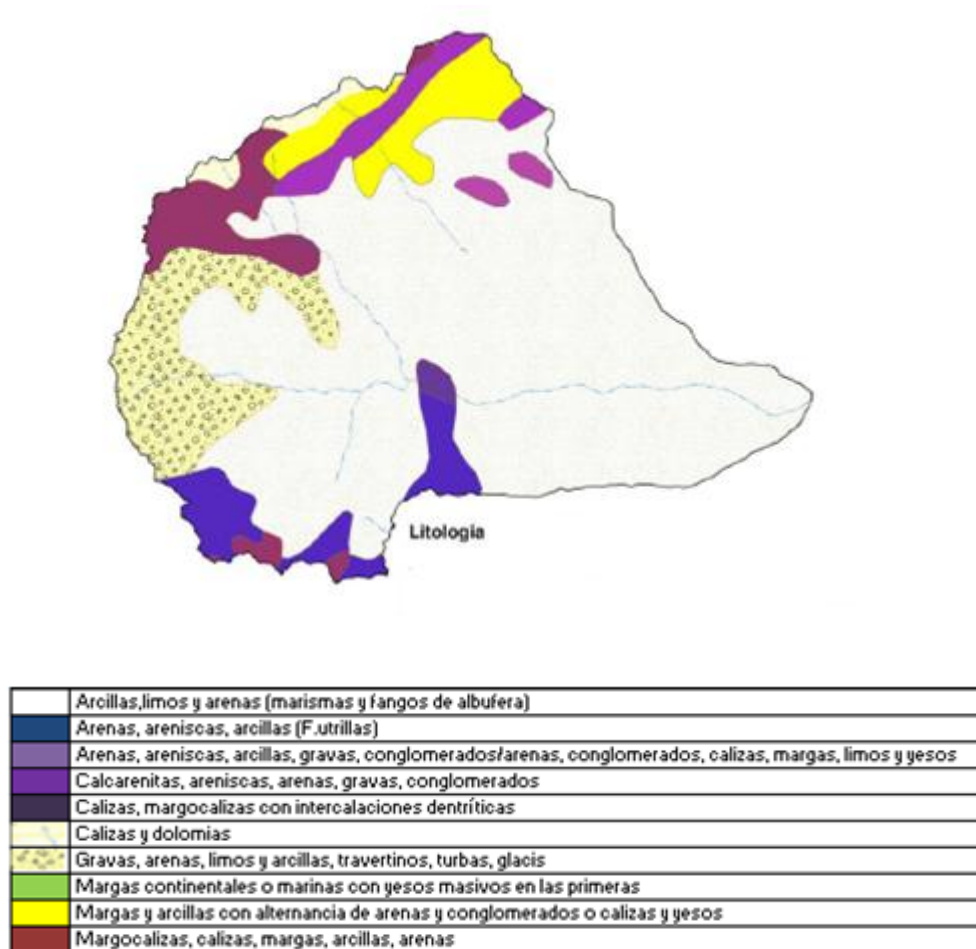 Litologia
Arcillas,limos y arenas (marismas y fangos de albufera)
Arenas, areniscas, arcillas (F.utrillas)
Arenas, areniscas, arcillas, gravas, conglomerados/arenas, conglomerados, calizas, margas, limos y yesos
Calcarenitas, areniscas, arenas, gravas, conglomerados
Calizas, margocalizas con intercalaciones dentríticas
Calizas y dolomias
Gravas, arenas, limos y arcillas, travertinos, turbas, glacis
Margas continentales o marinas con yesos masivos en las primeras
Margas y arcillas con alternancia de arenas y conglomerados o calizas y yesos
Margocalizas, calizas, margas, arcillas, arenas